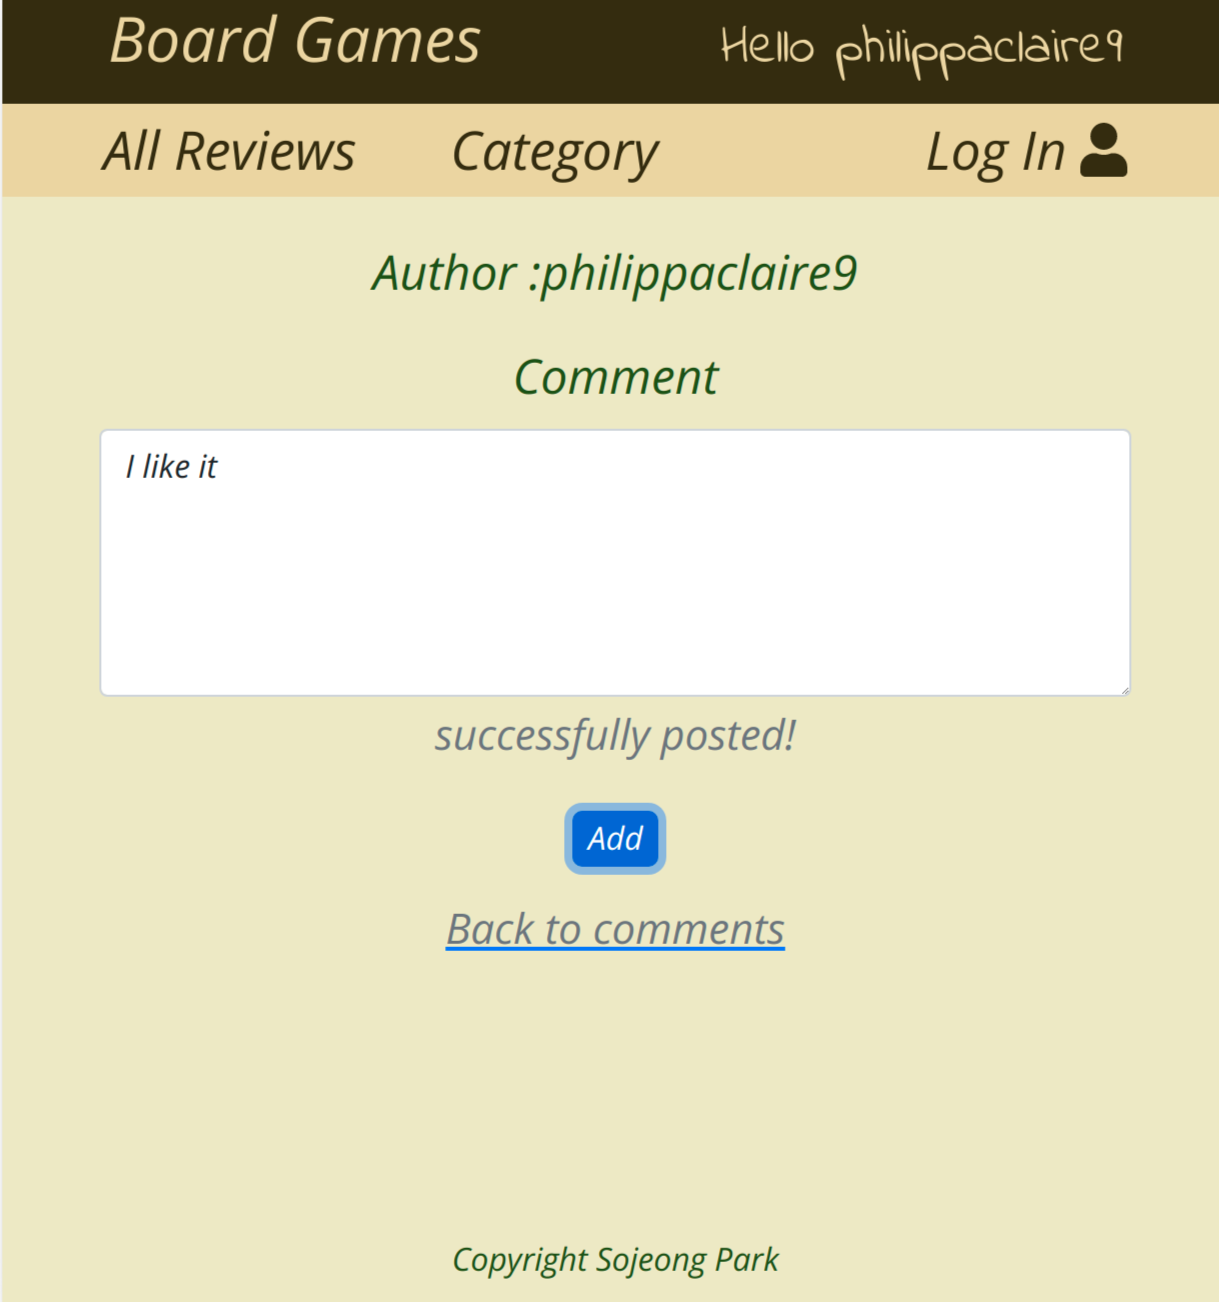 Board Games
Hello philippaclaire9
All Reviews Category Log In
Author :philippaclaire9
Comment
I like it
successfully posted!
Add
Back to comments
Copyright Sojeong Park